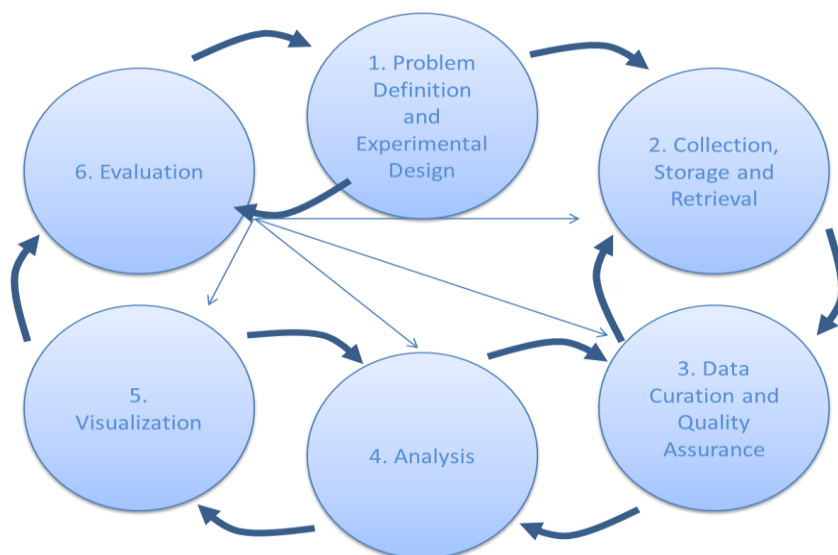 1. Problem
Definition
and
Experimental
Design
2. Collection,
Storage and
Retrieval
3. Data
Curation and
Quality
Assurance
4. Analysis
5.
Visualization
6. Evaluation